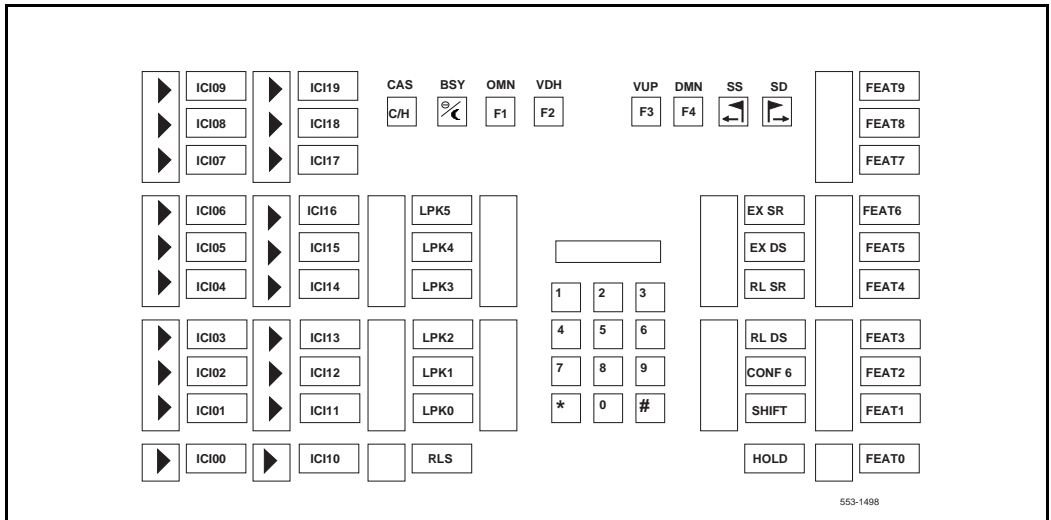 CAS BSY OMN VDH VUP DMN SS SD
ICI09 ICI19 C/H F1 F2 F3 F4 FEAT9
ICI08 ICI18 FEAT8
ICI07 ICI17 FEAT7
ICI06 ICI16 LPK5 EX SR FEAT6
ICI05 ICI15 LPK4 EX DS FEAT5
ICI04 ICI14 LPK3 RL SR FEAT4
1 2 3
ICI03 ICI13 LPK2 4 5 6 RL DS FEAT3
ICI02 ICI12 LPK1 7 8 9 CONF 6 FEAT2
ICI01 ICI11 LPK0 * 0 # SHIFT FEAT1
ICI00 ICI10 RLS HOLD FEAT0
553-1498